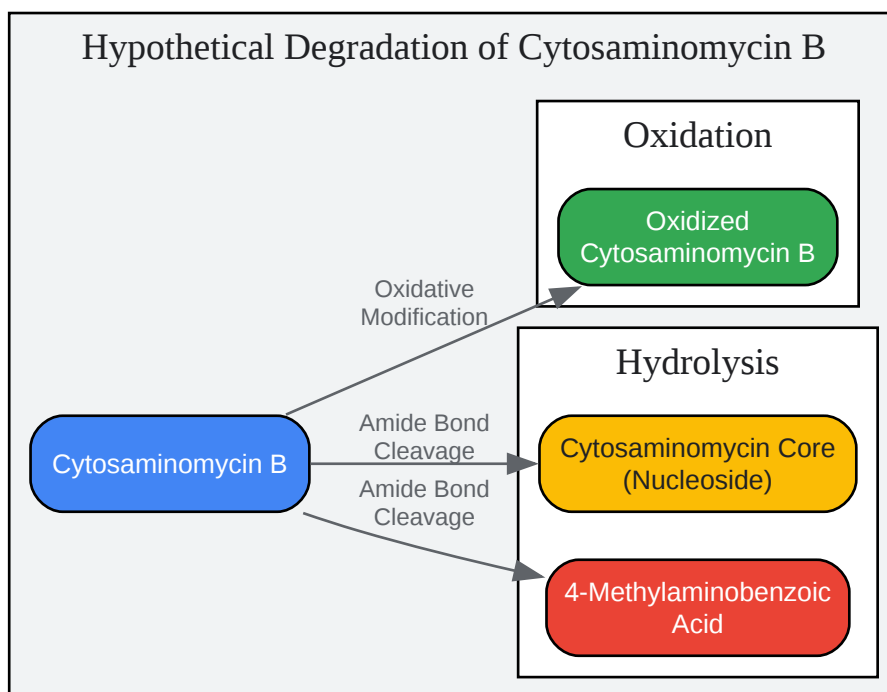 Hypothetical Degradation of Cytosaminomycin B
Oxidation
Oxidized
Cytosaminomycin B
Oxidative
Modification
Hydrolysis
Cytosaminomycin B
Amide Bond
Cleavage
Cytosaminomycin Core
(Nucleoside)
Amide Bond
Cleavage
4-Methylaminobenzoic
Acid